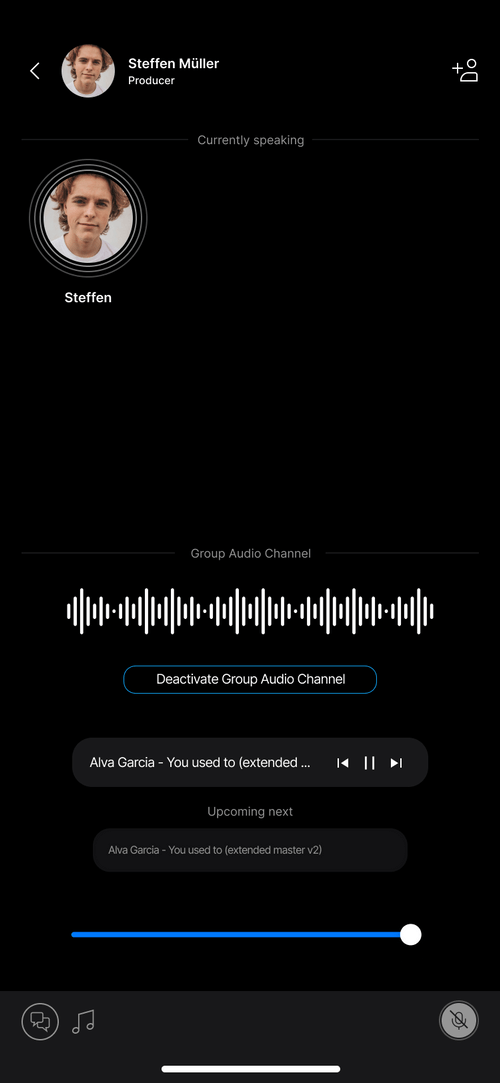 Steffen Müller
Producer
Currently speaking
Steffen
Group Audio Channel
Deactivate Group Audio Channel
Alva Garcia - You used to (extended ...
Upcoming next
Alva Garcia - You used to (extended master v2)